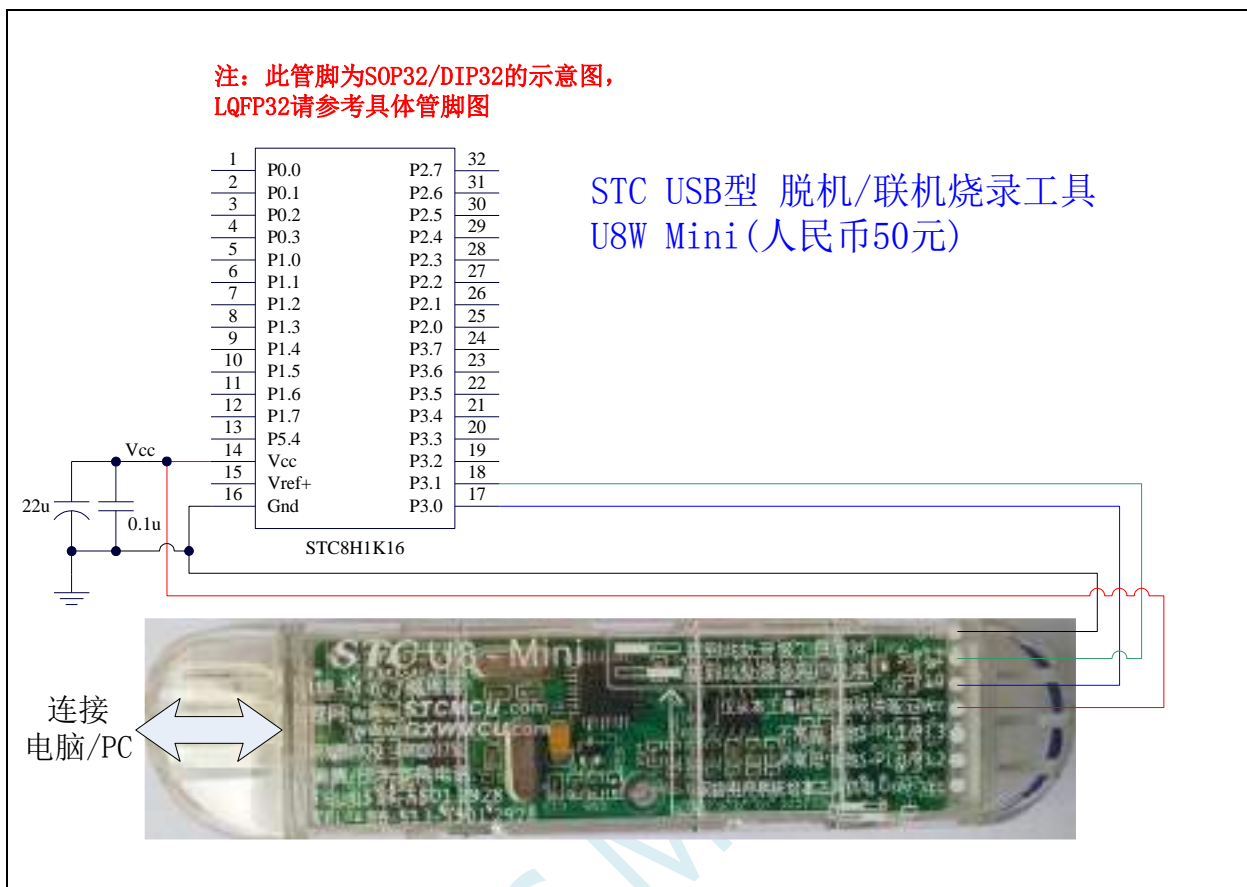 注：此管脚为SOP32/DIP32的示意图，
LQFP32请参考具体管脚图
STC USB型 脱机/联机烧录工具
U8W Mini(人民币50元)
1 P0.0 P2.7 32
2 P0.1 P2.6 31
3 P0.2 P2.5 30
4 P0.3 P2.4 29
5 P1.0 P2.3 28
6 P1.1 P2.2 27
7 P1.2 P2.1 26
8 P1.3 P2.0 25
9 P1.4 P3.7 24
10 P1.5 P3.6 23
11 P1.6 P3.5 22
12 P1.7 P3.4 21
13 P5.4 P3.3 20
Vcc 14 Vcc P3.2 19
15 Vref+ P3.1 18
16 Gnd P3.0 17
22u
0.1u
STC8H1K16
STC-U8-Mini
STCMCU.com
www.GXWMCU.com
连接
电脑/PC